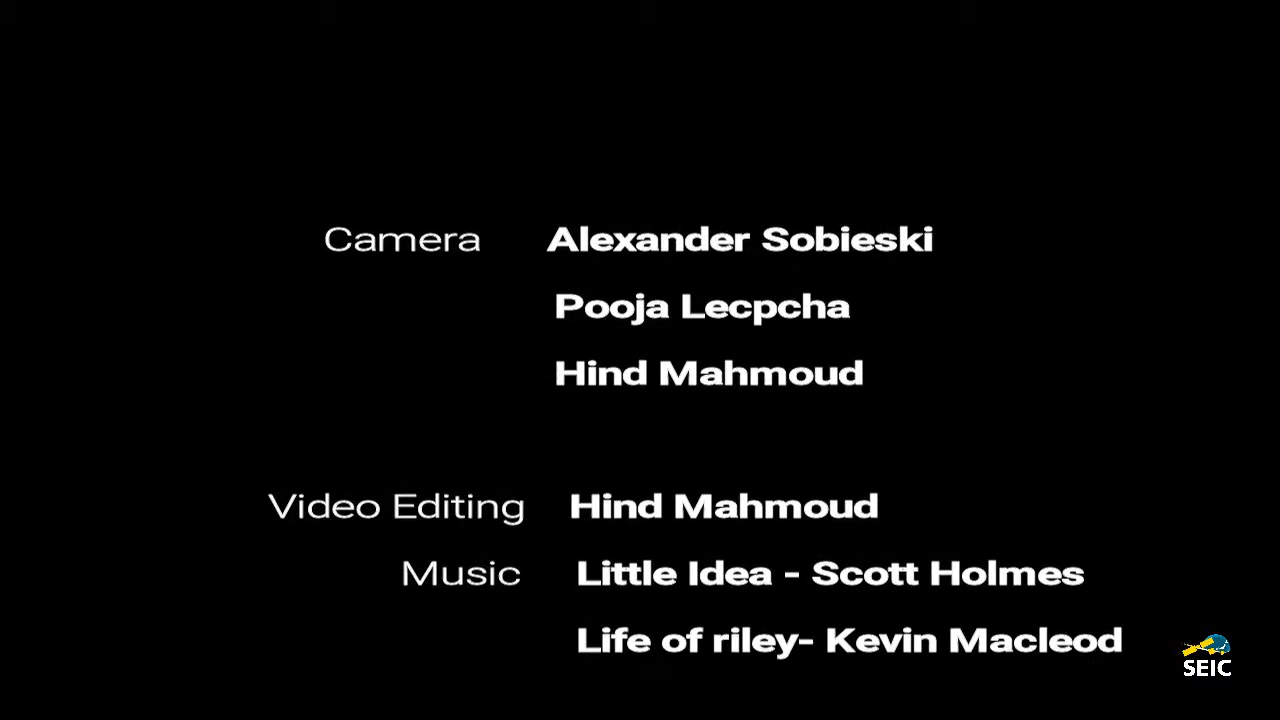 Camera Alexander Sobieski
Pooja Lecpcha
Hind Mahmoud
Video Editing Hind Mahmoud
Music Little Idea - Scott Holmes
Life of riley- Kevin Macleod
SEIC